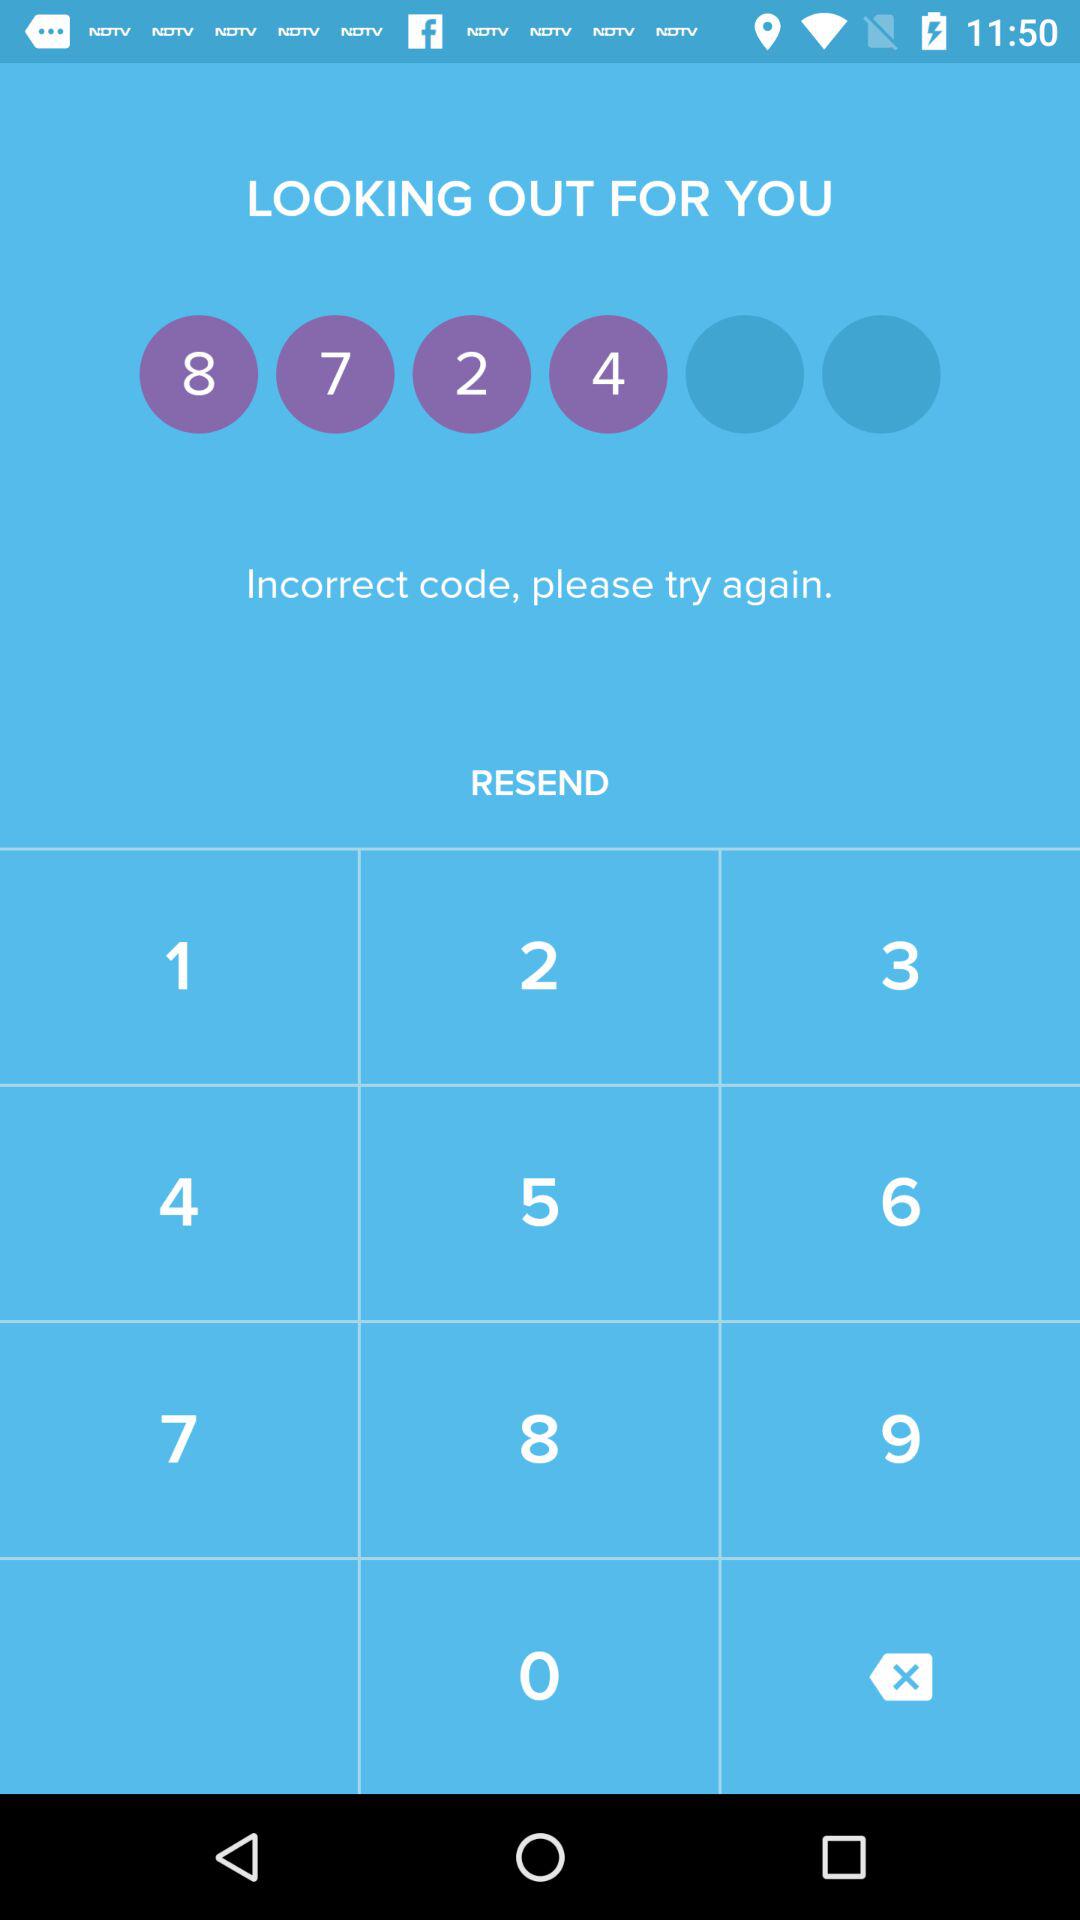 NDTV NDTV NDTV NDTV NDTV NDTV NDTV NDTV NDTV 11:50
LOOKING OUT FOR YOU
8 7 2 4
Incorrect code, please try again.
RESEND
1 2 3
4 5 6
7 8 9
0